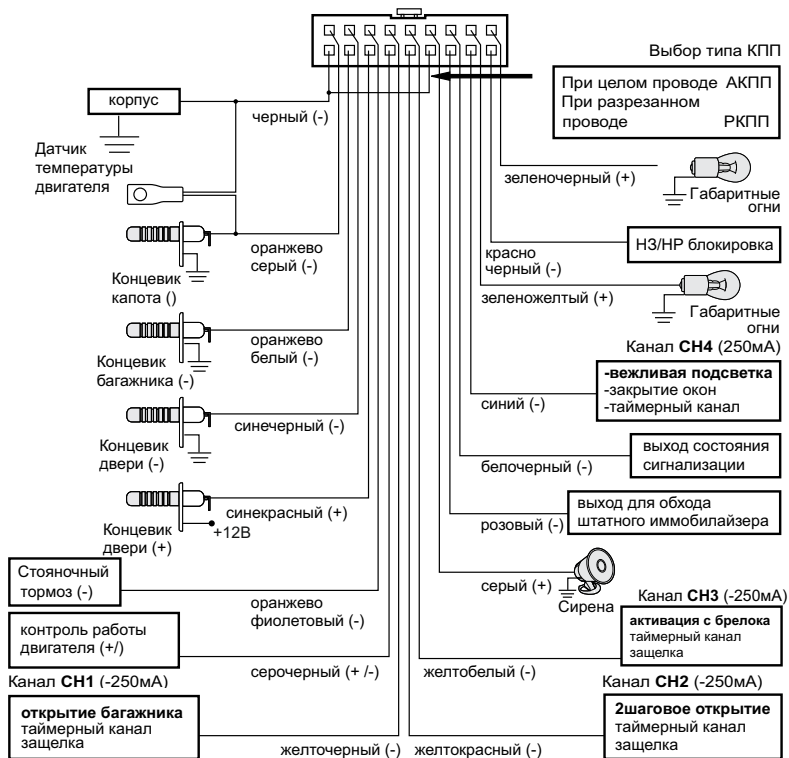 Выбор типа КПП
При целом проводе АКПП
При разрезанном
проводе РКПП
корпус
черный (-)
Датчик
температуры
двигателя
зеленочерный (+)
Габаритные
огни
оранжево
серый (-)
Концевик
капота ()
красно
черный (-)
НЗ/НР блокировка
зеленожелтый (+)
Габаритные
огни
оранжево
белый (-)
Концевик
багажника (-)
Канал CH4 (250мА)
-вежливая подсветка
-закрытие окон
-таймерный канал
синий (-)
синечерный (-)
Концевик
двери (-)
белочерный (-)
выход состояния
сигнализации
синекрасный (+)
Концевик
двери (+)
+12В
розовый (-)
выход для обхода
штатного иммобилайзера
Стояночный
тормоз (-)
оранжево
фиолетовый (-)
серый (+)
Сирена
Канал CH3 (-250мА)
активация с брелока
таймерный канал
защелка
контроль работы
двигателя (+/)
серочерный (+ /-)
желтобелый (-)
Канал CH1 (-250мА)
открытие багажника
таймерный канал
защелка
желточерный (-)
Канал CH2 (-250мА)
2шаговое открытие
таймерный канал
защелка
желтокрасный (-)